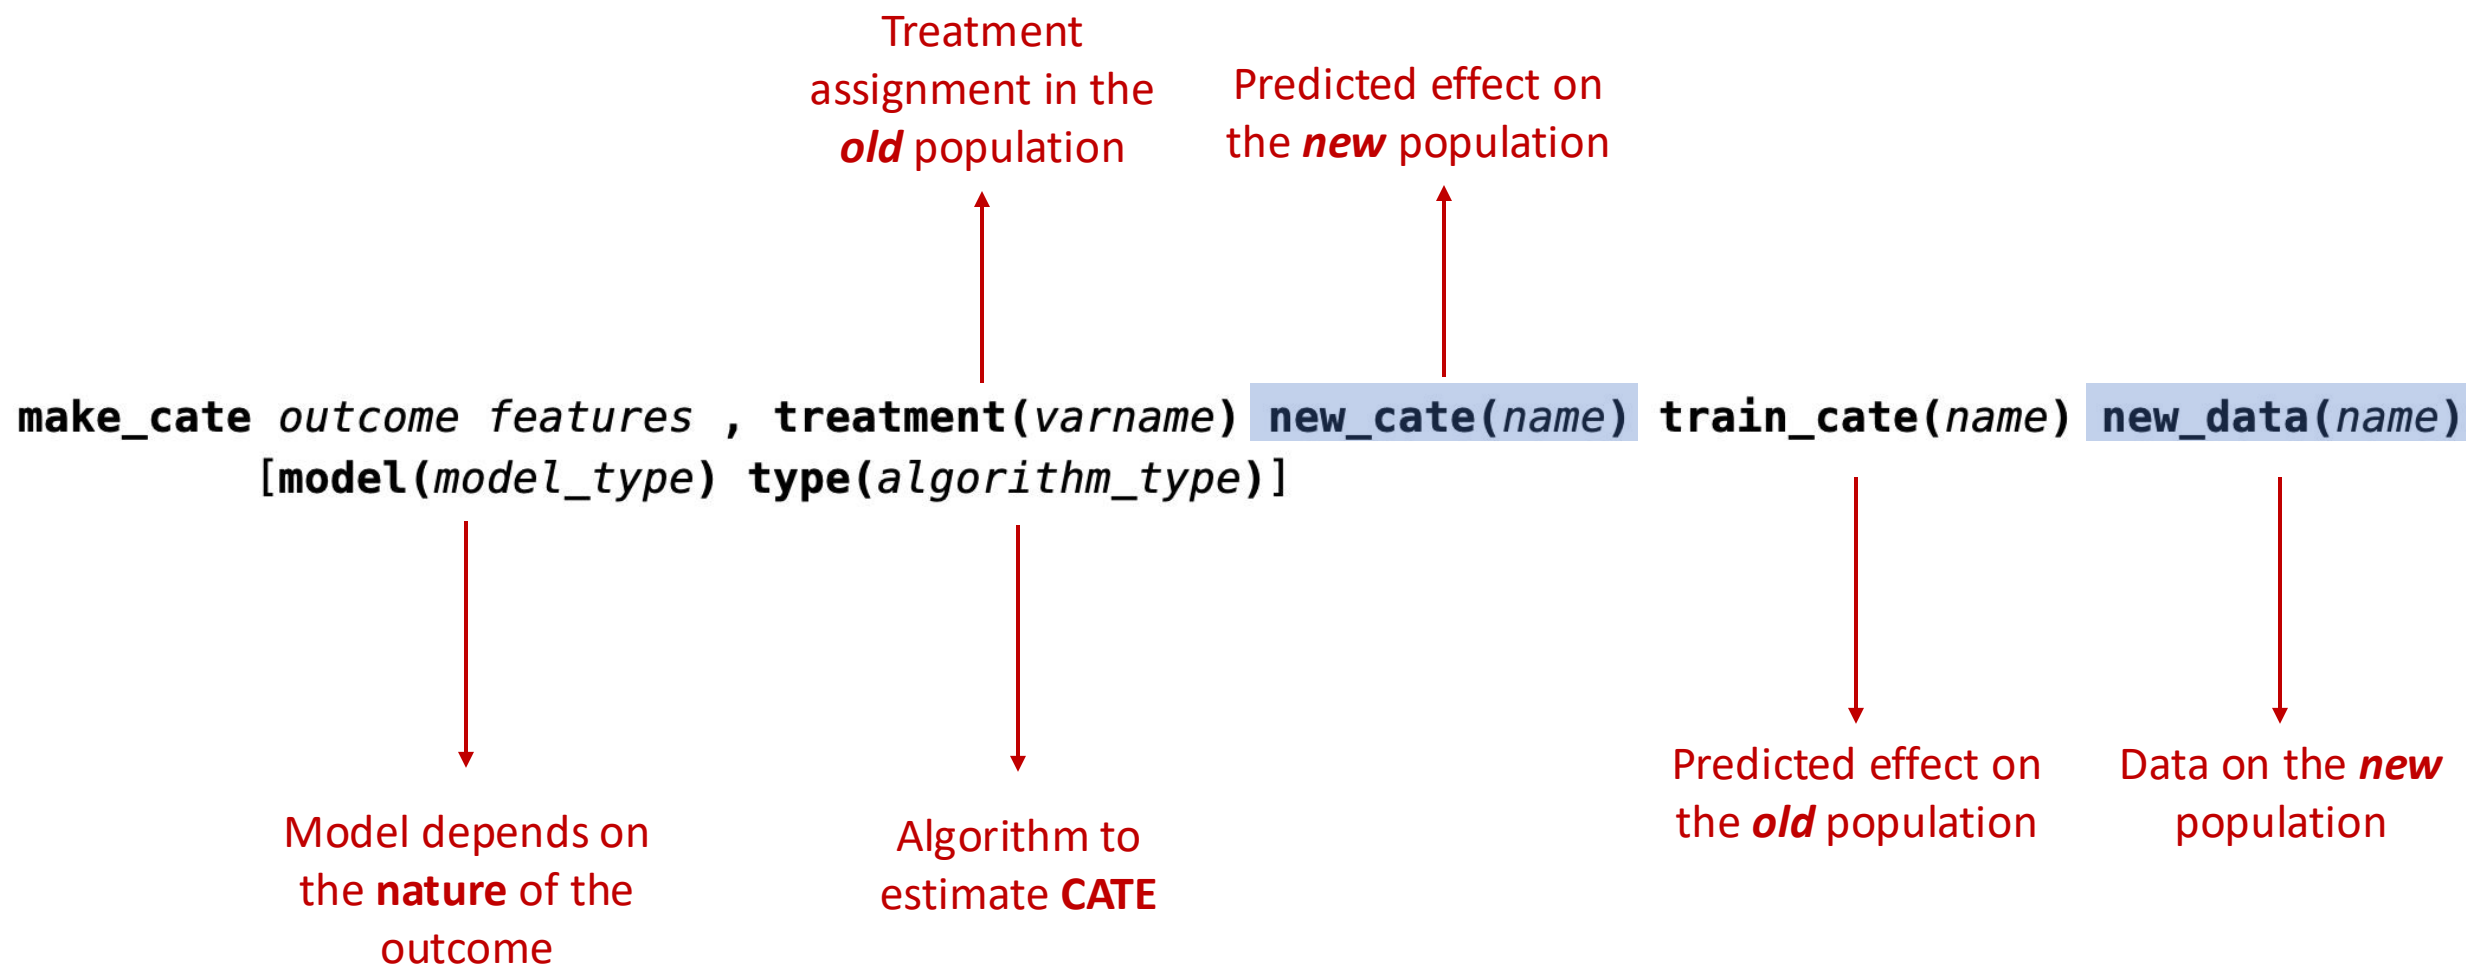 Treatment
assignment in the
old population
Predicted effect on
the new population
make_cate outcome features , treatment(varname) new_cate(name) train_cate(name) new_data(name)
[model(model_type) type(algorithm_type)]
Model depends on
the nature of the
outcome
Algorithm to
estimate CATE
Predicted effect on
the old population
Data on the new
population